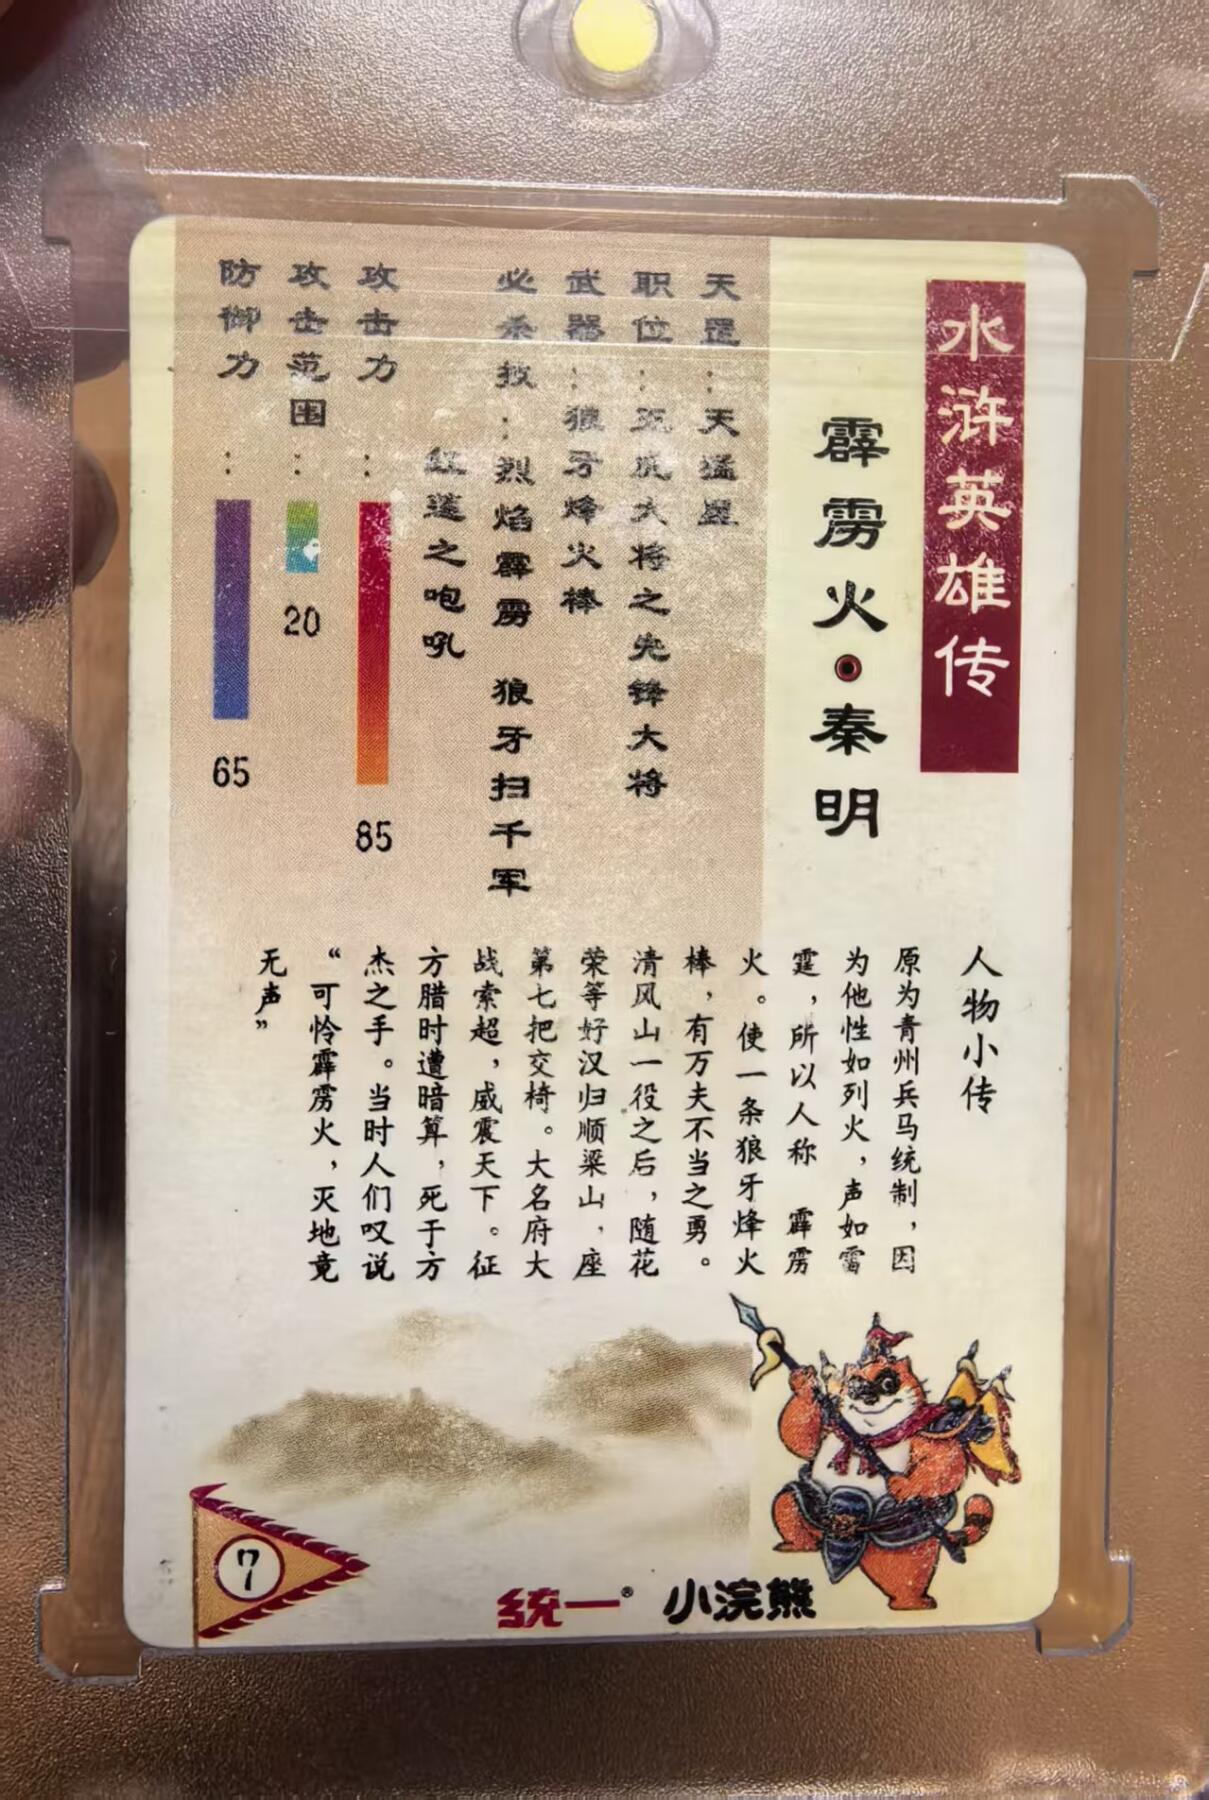 水浒英雄传
霹雳火·秦明
天罡：天猛星
职位：五虎大将之先锋大将
武器：狼牙烽火棒
必杀技：烈焰霹雳 狼牙扫千军
红莲之咆吼
攻击力：85
攻击范围：20
防御力：65
人物小传
原为青州兵马统制，因
为他性如列火，声如雷
霆，所以人称 霹雳
火。使一条狼牙烽火
棒，有万夫不当之勇。
清风山一役之后，随花
荣等好汉归顺梁山，座
第七把交椅。大名府大
战索超，威震天下。征
方腊时遭暗算，死于方
杰之手。当时人们叹说
“可怜霹雳火，灭地竟
无声”
7
统一® 小浣熊